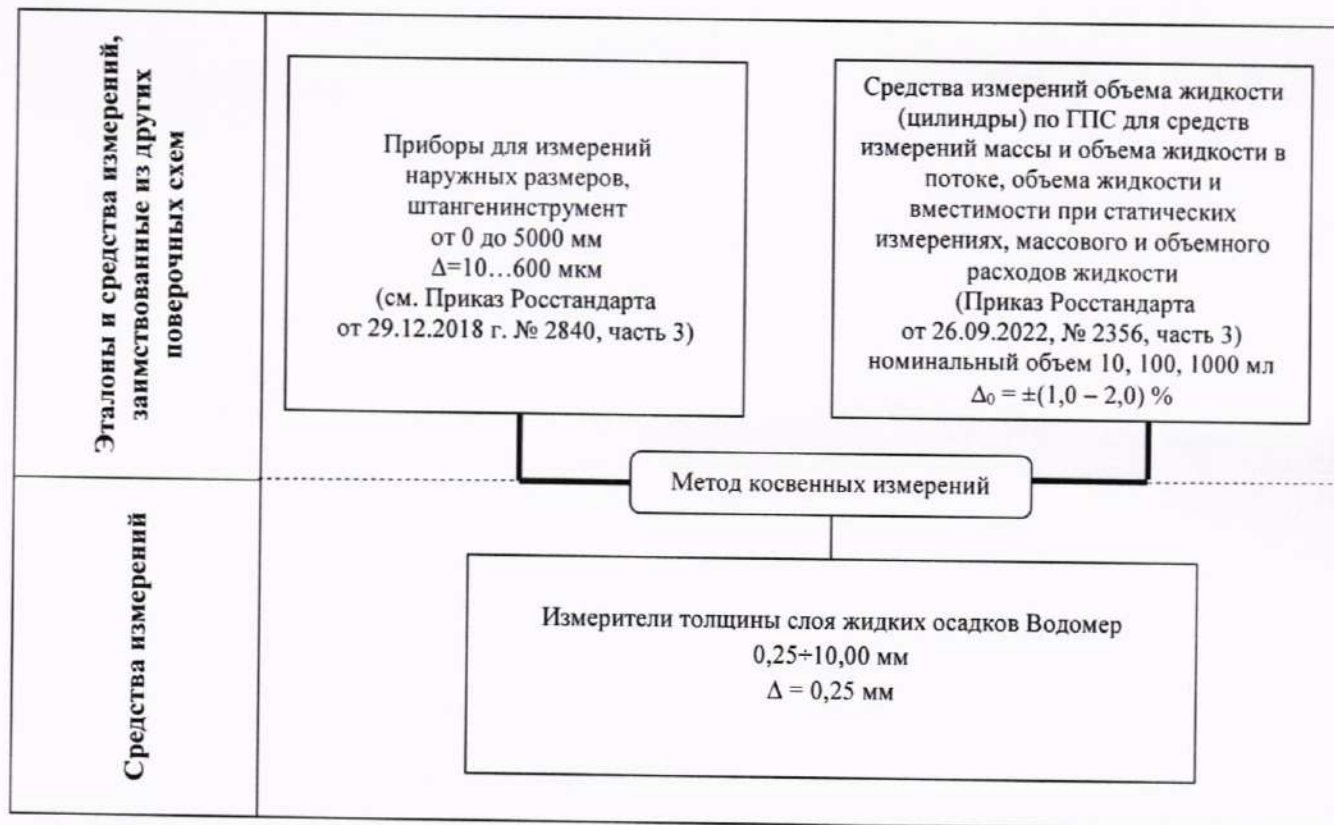 Эталоны и средства измерений,
заимствованные из других
поверочных схем
Приборы для измерений
наружных размеров,
штангенинструмент
от 0 до 5000 мм
Δ=10…600 мкм
(см. Приказ Росстандарта
от 29.12.2018 г. № 2840, часть 3)
Средства измерений объема жидкости
(цилиндры) по ГПС для средств
измерений массы и объема жидкости в
потоке, объема жидкости и
вместимости при статических
измерениях, массового и объемного
расходов жидкости
(Приказ Росстандарта
от 26.09.2022, № 2356, часть 3)
номинальный объем 10, 100, 1000 мл
Δ₀ = ±(1,0 – 2,0) %
Метод косвенных измерений
Средства измерений
Измерители толщины слоя жидких осадков Водомер
0,25÷10,00 мм
Δ = 0,25 мм